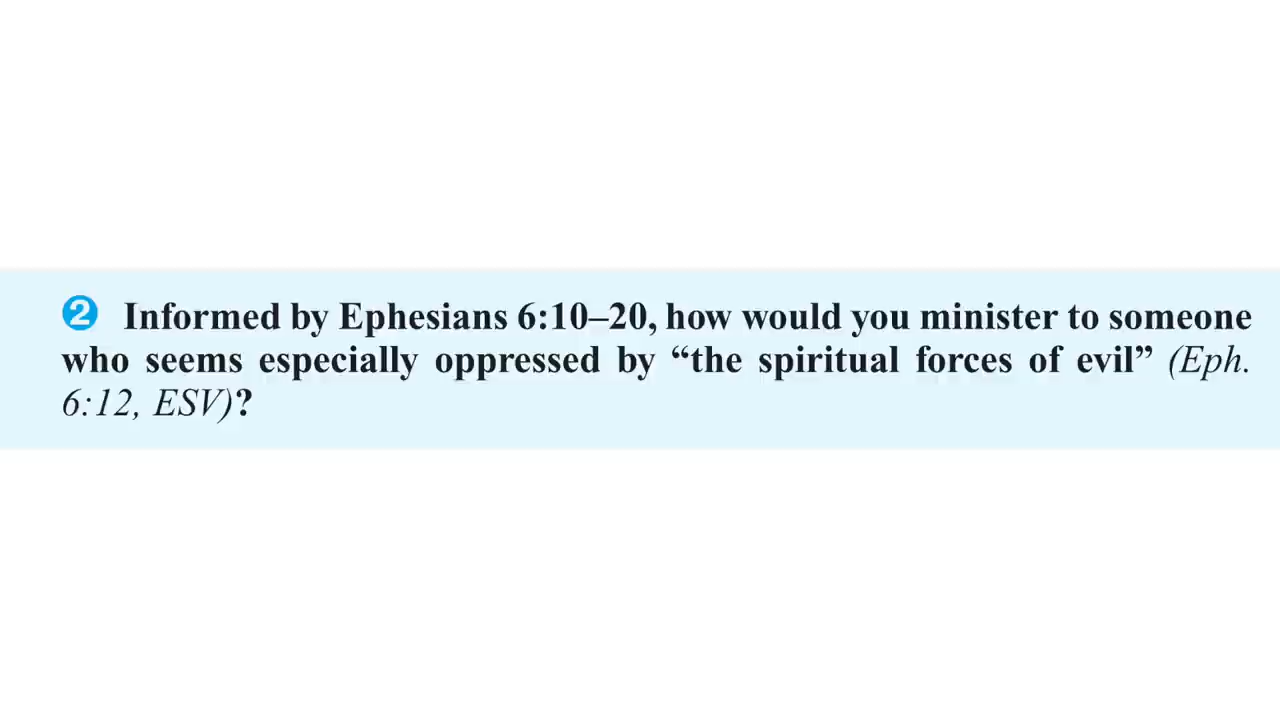 2 Informed by Ephesians 6:10–20, how would you minister to someone
who seems especially oppressed by “the spiritual forces of evil” (Eph.
6:12, ESV)?